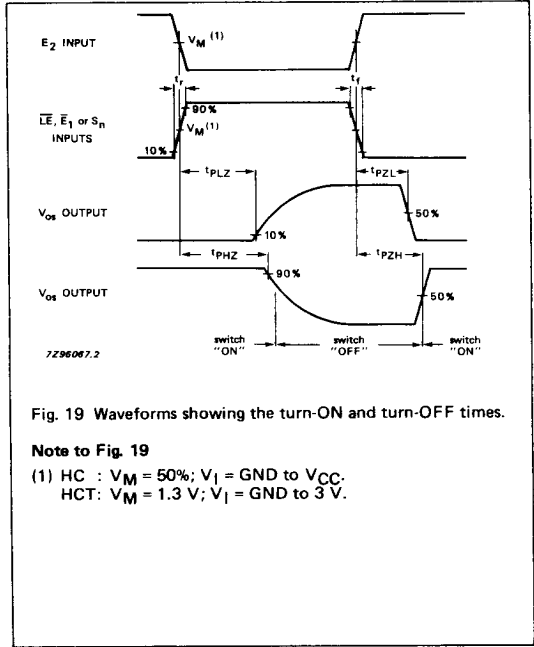 E2 INPUT
VM (1)
tr
tf
LE, E1 or Sn
INPUTS
90%
VM(1)
10%
tPLZ
tPZL
Vos OUTPUT
10%
50%
tPHZ
tPZH
Vos OUTPUT
90%
50%
switch "ON"
switch "OFF"
switch "ON"
7Z96067.2
Fig. 19 Waveforms showing the turn-ON and turn-OFF times.
Note to Fig. 19
(1) HC : VM = 50%; VI = GND to VCC.
HCT: VM = 1.3 V; VI = GND to 3 V.